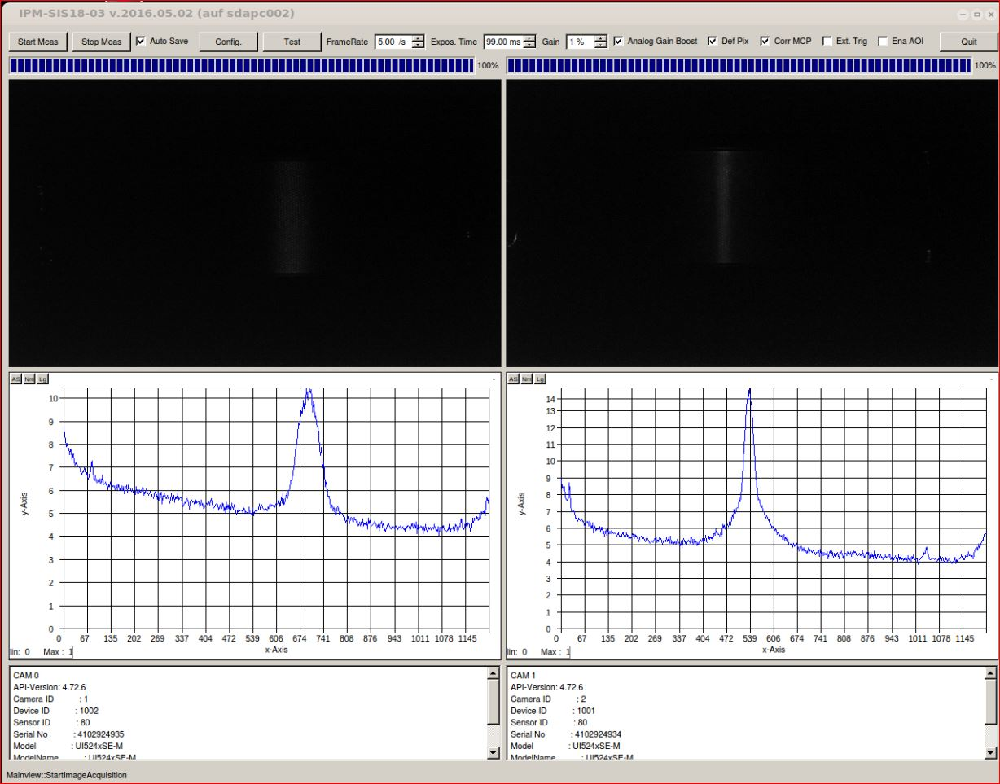 IPM-SIS18-03 v.2016.05.02 (auf sdapc002)
Start Meas Stop Meas Auto Save Config. Test FrameRate 5.00 /s Expos. Time 99.00 ms Gain 1 % Analog Gain Boost Def Pix Corr MCP Ext. Trig Ena AOI Quit
100% 100%
AS Nm Lg -
10
9
8
7
6
5
4
3
2
1
0
y-Axis
0 67 135 202 269 337 404 472 539 606 674 741 808 876 943 1011 1078 1145
x-Axis
lin: 0 Max : 1
AS Nm Lg -
14
13
12
11
10
9
8
7
6
5
4
3
2
1
0
y-Axis
0 67 135 202 269 337 404 472 539 606 674 741 808 876 943 1011 1078 1145
x-Axis
lin: 0 Max : 1
CAM 0
API-Version: 4.72.6
Camera ID : 1
Device ID : 1002
Sensor ID : 80
Serial No : 4102924935
Model : UI524xSE-M
ModelName : UI524xSE-M
CAM 1
API-Version: 4.72.6
Camera ID : 2
Device ID : 1001
Sensor ID : 80
Serial No : 4102924934
Model : UI524xSE-M
ModelName : UI524xSE-M
Mainview::StartImageAcquisition